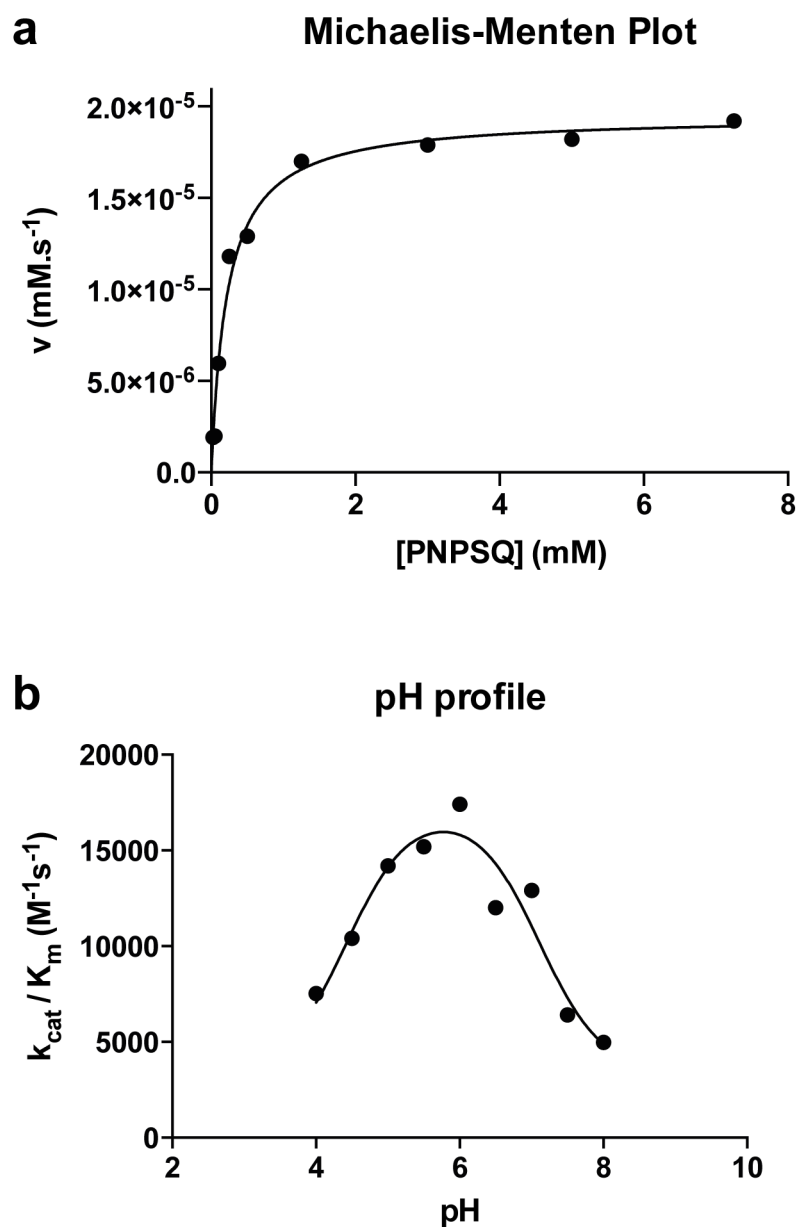 a
Michaelis-Menten Plot
2.0×10⁻⁵
1.5×10⁻⁵
1.0×10⁻⁵
5.0×10⁻⁶
0.0
v (mM.s⁻¹)
0 2 4 6 8
[PNPSQ] (mM)
b
pH profile
20000
15000
10000
5000
0
k_cat / K_m (M⁻¹s⁻¹)
2 4 6 8 10
pH